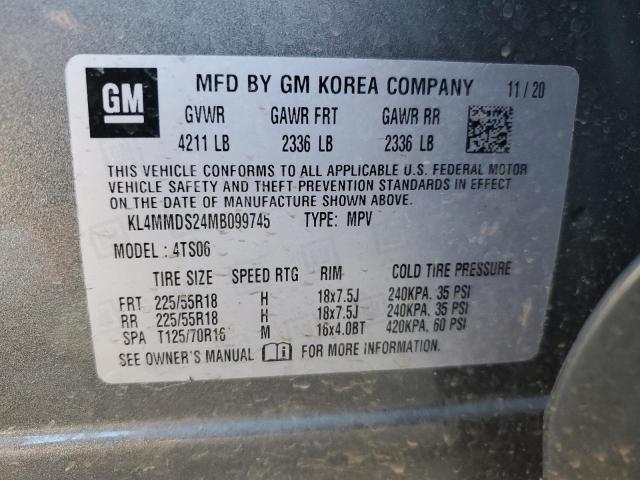 GM
MFD BY GM KOREA COMPANY 11/20
GVWR GAWR FRT GAWR RR
4211 LB 2336 LB 2336 LB
THIS VEHICLE CONFORMS TO ALL APPLICABLE U.S. FEDERAL MOTOR
VEHICLE SAFETY AND THEFT PREVENTION STANDARDS IN EFFECT
ON THE DATE OF MANUFACTURE SHOWN ABOVE.
KL4MMDS24MB099745 TYPE: MPV
MODEL: 4TS06
TIRE SIZE SPEED RTG RIM COLD TIRE PRESSURE
FRT 225/55R18 H 18x7.5J 240KPA, 35 PSI
RR 225/55R18 H 18x7.5J 240KPA, 35 PSI
SPA T125/70R16 M 16x4.0BT 420KPA, 60 PSI
SEE OWNER'S MANUAL FOR MORE INFORMATION.